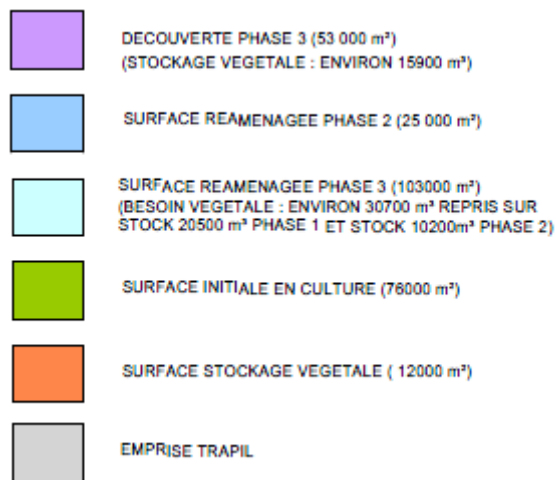 DECOUVERTE PHASE 3 (53 000 m²)
(STOCKAGE VEGETALE : ENVIRON 15900 m³)
SURFACE REAMENAGEE PHASE 2 (25 000 m²)
SURFACE REAMENAGEE PHASE 3 (103000 m²)
(BESOIN VEGETALE : ENVIRON 30700 m³ REPRIS SUR
STOCK 20500 m³ PHASE 1 ET STOCK 10200m³ PHASE 2)
SURFACE INITIALE EN CULTURE (76000 m²)
SURFACE STOCKAGE VEGETALE ( 12000 m²)
EMPRISE TRAPIL